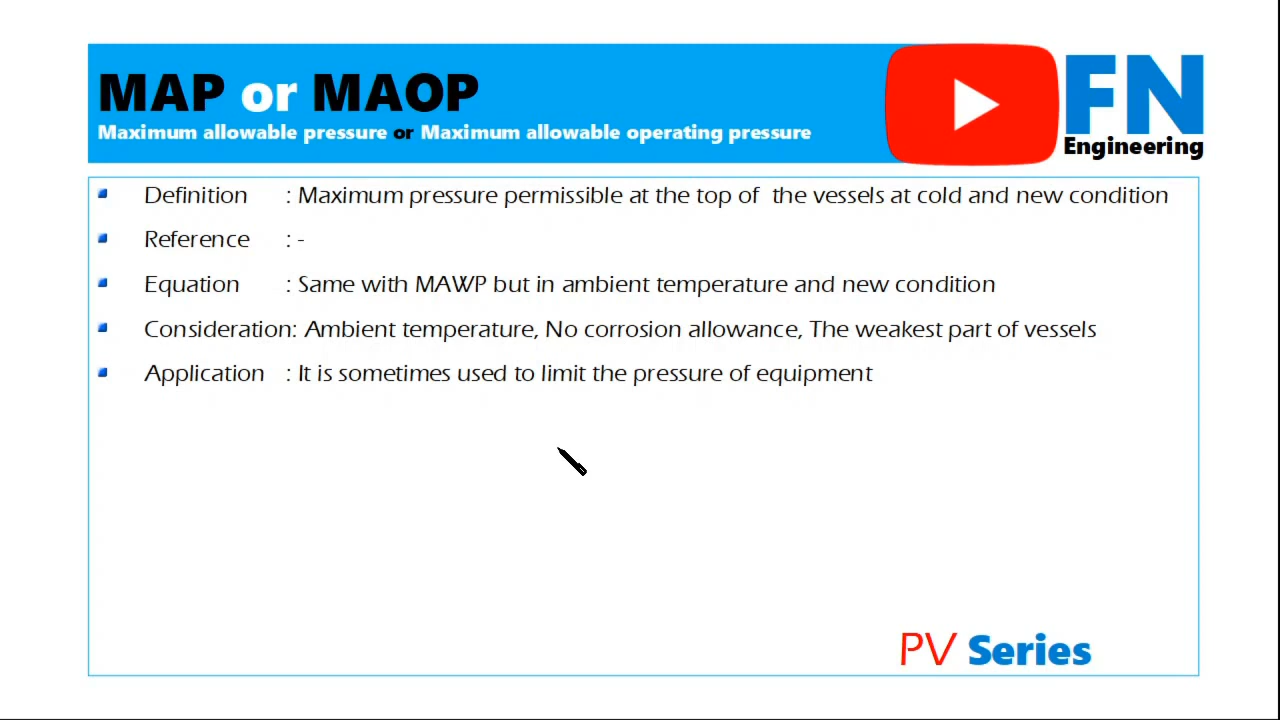 MAP or MAOP
Maximum allowable pressure or Maximum allowable operating pressure
FN
Engineering
Definition : Maximum pressure permissible at the top of the vessels at cold and new condition
Reference : -
Equation : Same with MAWP but in ambient temperature and new condition
Consideration: Ambient temperature, No corrosion allowance, The weakest part of vessels
Application : It is sometimes used to limit the pressure of equipment
PV Series